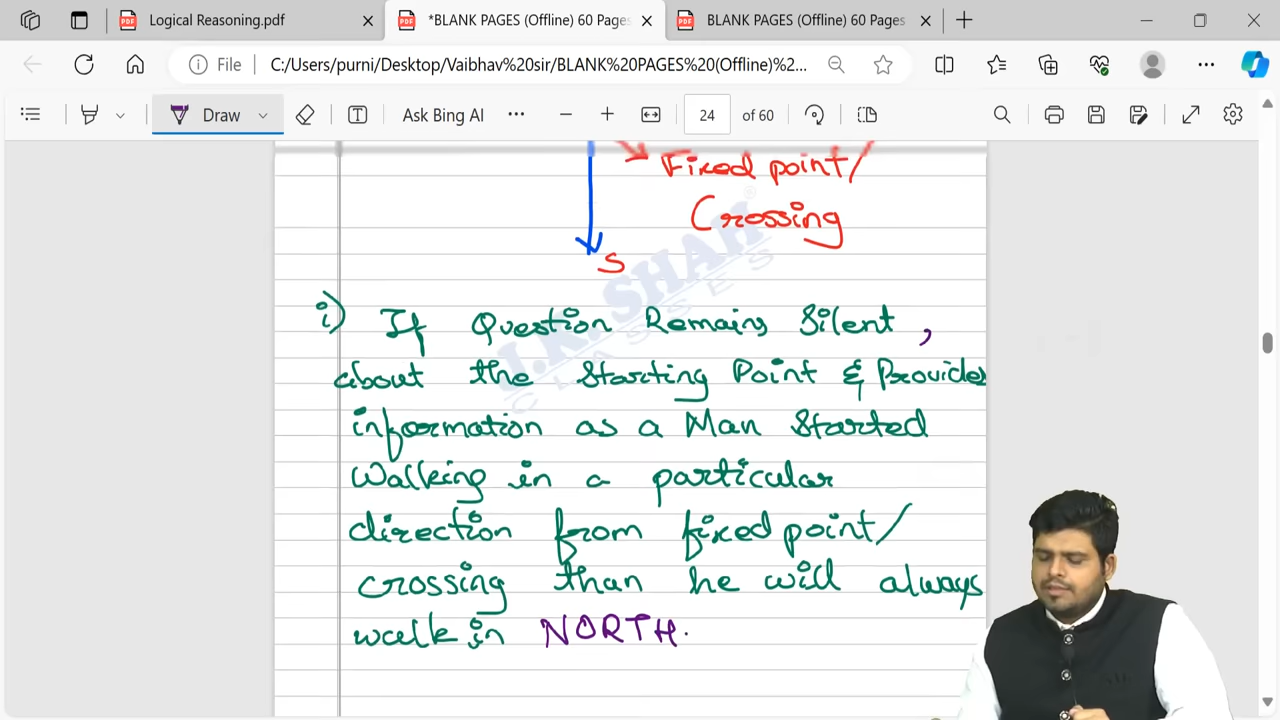 Logical Reasoning.pdf
*BLANK PAGES (Offline) 60 Pages
BLANK PAGES (Offline) 60 Pages
File
C:/Users/purni/Desktop/Vaibhav%20sir/BLANK%20PAGES%20(Offline)%2...
Draw
Ask Bing AI
24 of 60
Fixed point/
Crossing
S
J.K. SHAH®
CLASSES
i) If Question Remains Silent,
about the Starting Point & Provides
information as a Man Started
Walking in a particular
direction from fixed point/
crossing than he will always
walk in NORTH.